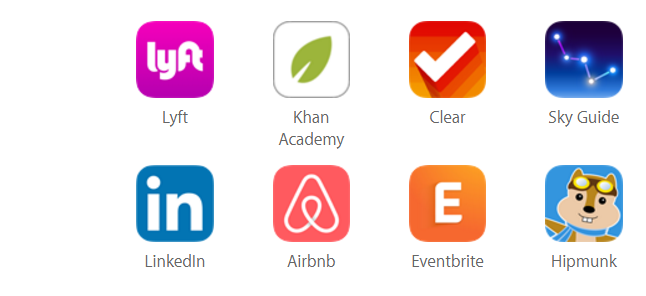 lyft
Lyft
Khan
Academy
Clear
Sky Guide
in
E
LinkedIn
Airbnb
Eventbrite
Hipmunk